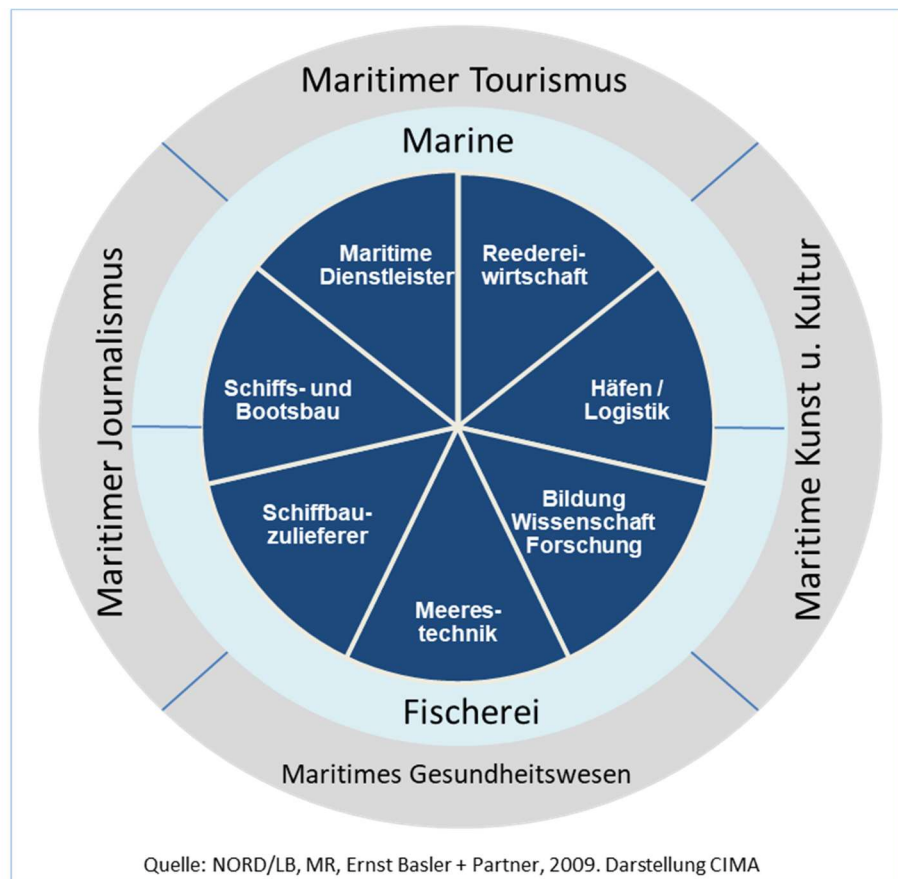 Maritimer Tourismus
Marine
Maritime
Dienstleister
Reederei-
wirtschaft
Maritimer Journalismus
Schiffs- und
Bootsbau
Häfen /
Logistik
Maritime Kunst u. Kultur
Schiffbau-
zulieferer
Bildung
Wissenschaft
Forschung
Meeres-
technik
Fischerei
Maritimes Gesundheitswesen
Quelle: NORD/LB, MR, Ernst Basler + Partner, 2009. Darstellung CIMA